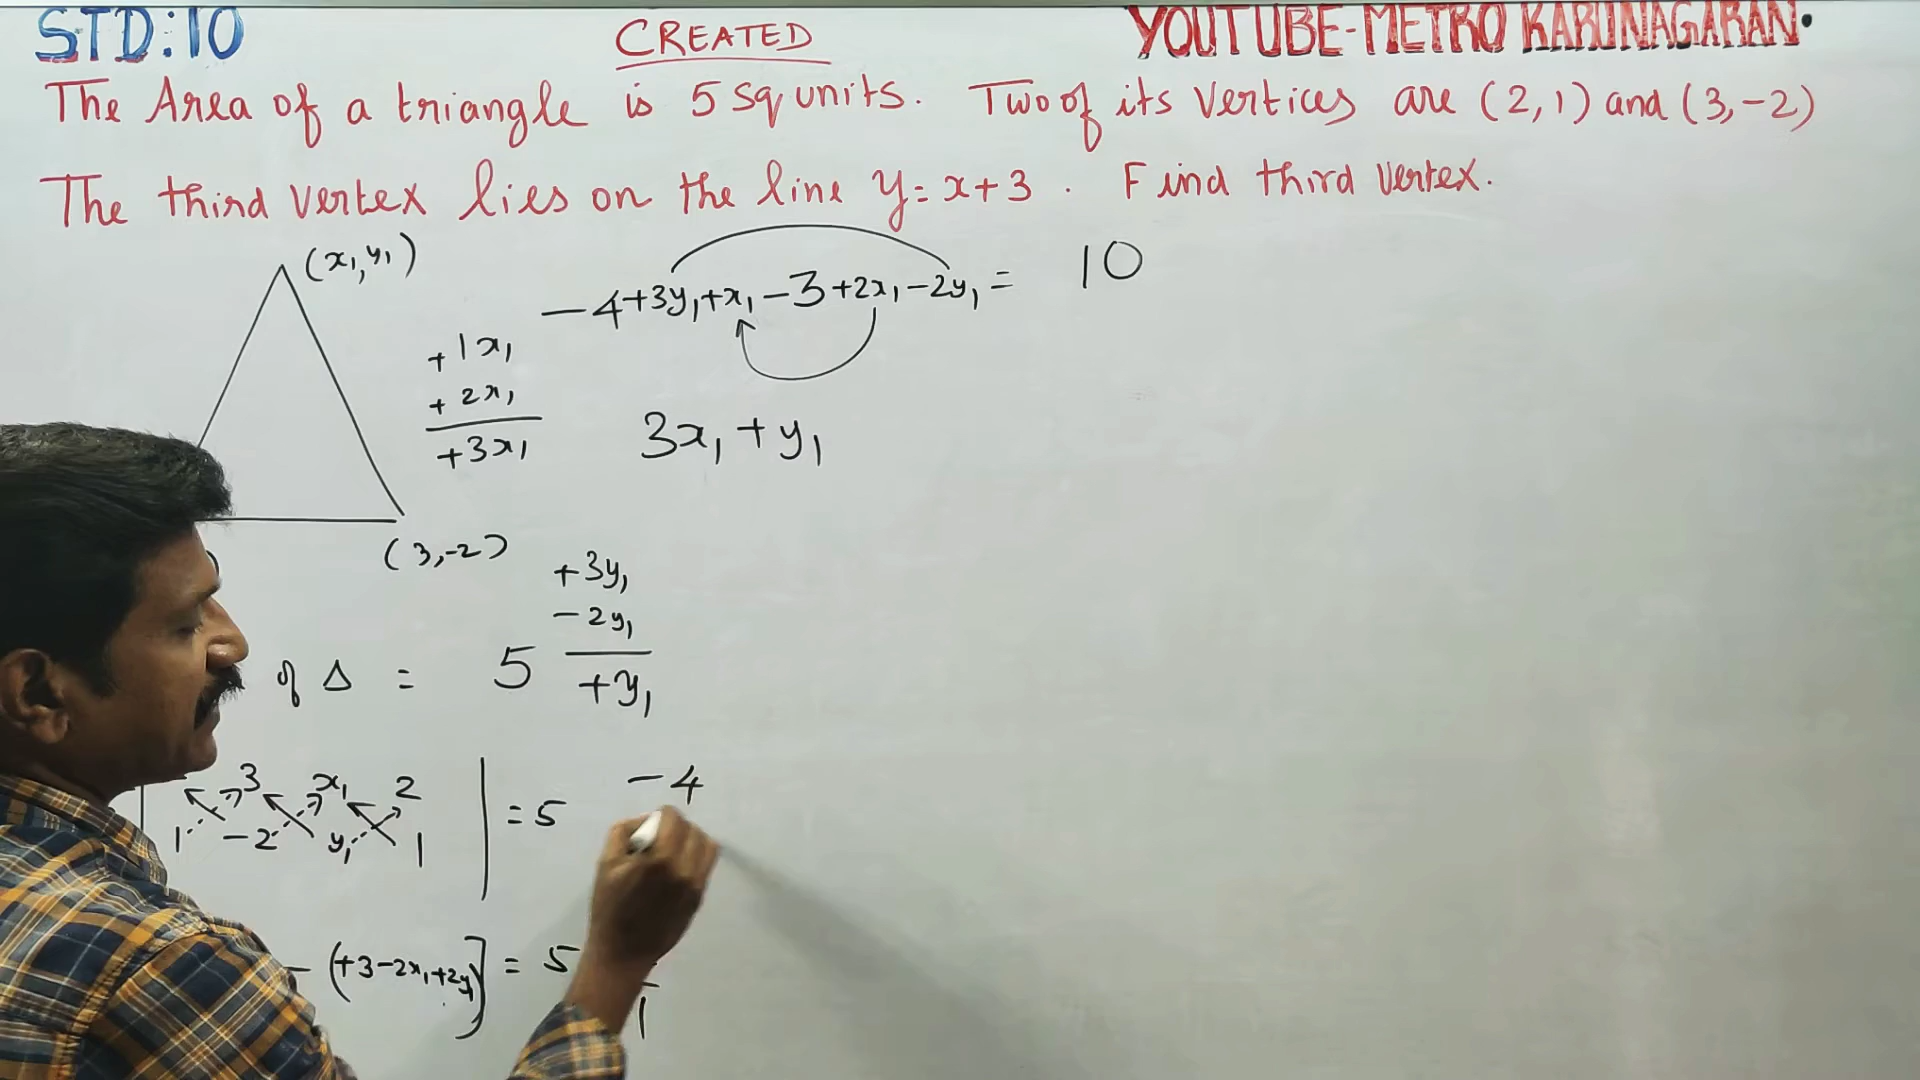 STD:10 CREATED YOUTUBE-METRO KARUNAGARAN.
The Area of a triangle is 5 sq units. Two of its vertices are (2,1) and (3,-2)
The third vertex lies on the line y=x+3. Find third vertex.
(x₁,y₁)
-4+3y₁+x₁-3+2x₁-2y₁= 10
+1x₁
+2x₁
+3x₁
3x₁+y₁
(3,-2)
+3y₁
-2y₁
+y₁
of Δ = 5
3 x₁ 2
1 -2 y₁ 1
=5
-4
-(+3-2x₁+2y₁)] = 5
1